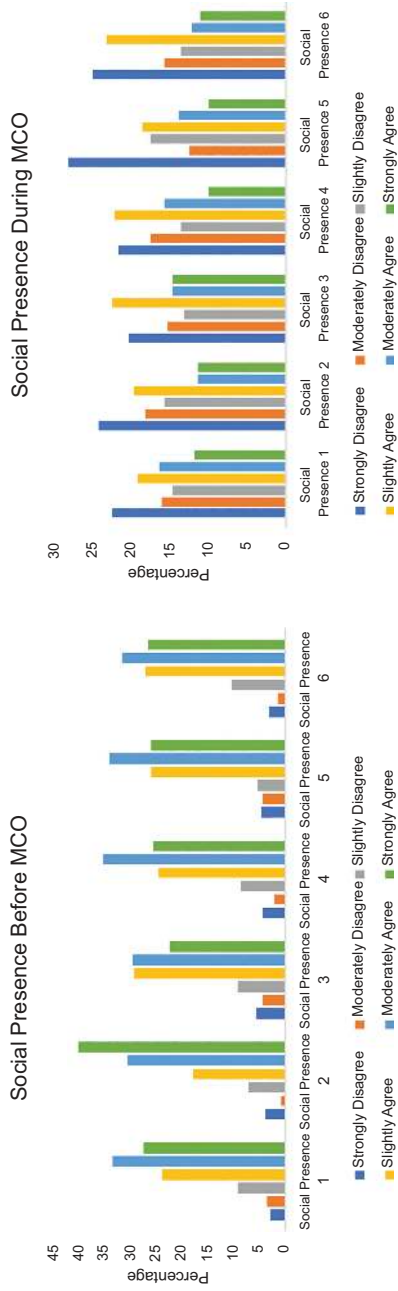 Social Presence Before MCO
Percentage
45
40
35
30
25
20
15
10
5
0
Social Presence Social Presence Social Presence Social Presence Social Presence Social Presence
1 2 3 4 5 6
Strongly Disagree Moderately Disagree Slightly Disagree
Slightly Agree Moderately Agree Strongly Agree
Social Presence During MCO
Percentage
30
25
20
15
10
5
0
Social Social Social Social Social Social
Presence 1 Presence 2 Presence 3 Presence 4 Presence 5 Presence 6
Strongly Disagree Moderately Disagree Slightly Disagree
Slightly Agree Moderately Agree Strongly Agree